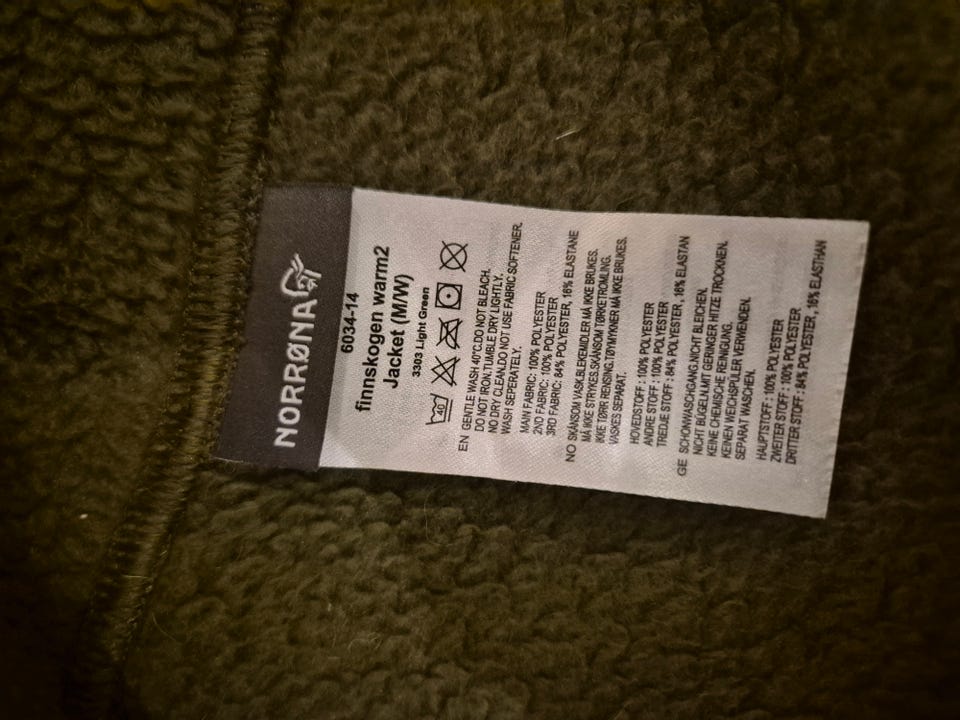 NORRØNA
6034-14
finnskogen warm2
Jacket (M/W)
3303 Light Green
40
EN GENTLE WASH 40°C.DO NOT BLEACH.
DO NOT IRON.TUMBLE DRY LIGHTLY.
NO DRY CLEAN.DO NOT USE FABRIC SOFTENER.
WASH SEPERATELY.
MAIN FABRIC: 100% POLYESTER
2ND FABRIC: 100% POLYESTER
3RD FABRIC: 84% POLYESTER, 16% ELASTANE
NO SKÅNSOM VASK.BLEKEMIDLER MÅ IKKE BRUKES.
MÅ IKKE STRYKES.SKÅNSOM TØRKETROMLING.
IKKE TØRR RENSING.TØYMYKNER MÅ IKKE BRUKES.
VASKES SEPARAT.
HOVEDSTOFF : 100% POLYESTER
ANDRE STOFF : 100% POLYESTER
TREDJE STOFF : 84% POLYESTER , 16% ELASTAN
GE SCHONWASCHGANG.NICHT BLEICHEN.
NICHT BÜGELN.MIT GERINGER HITZE TROCKNEN.
KEINE CHEMISCHE REINIGUNG.
KEINEN WEICHSPÜLER VERWENDEN.
SEPARAT WASCHEN.
HAUPTSTOFF : 100% POLYESTER
ZWEITER STOFF : 100% POLYESTER
DRITTER STOFF : 84% POLYESTER , 16% ELASTHAN